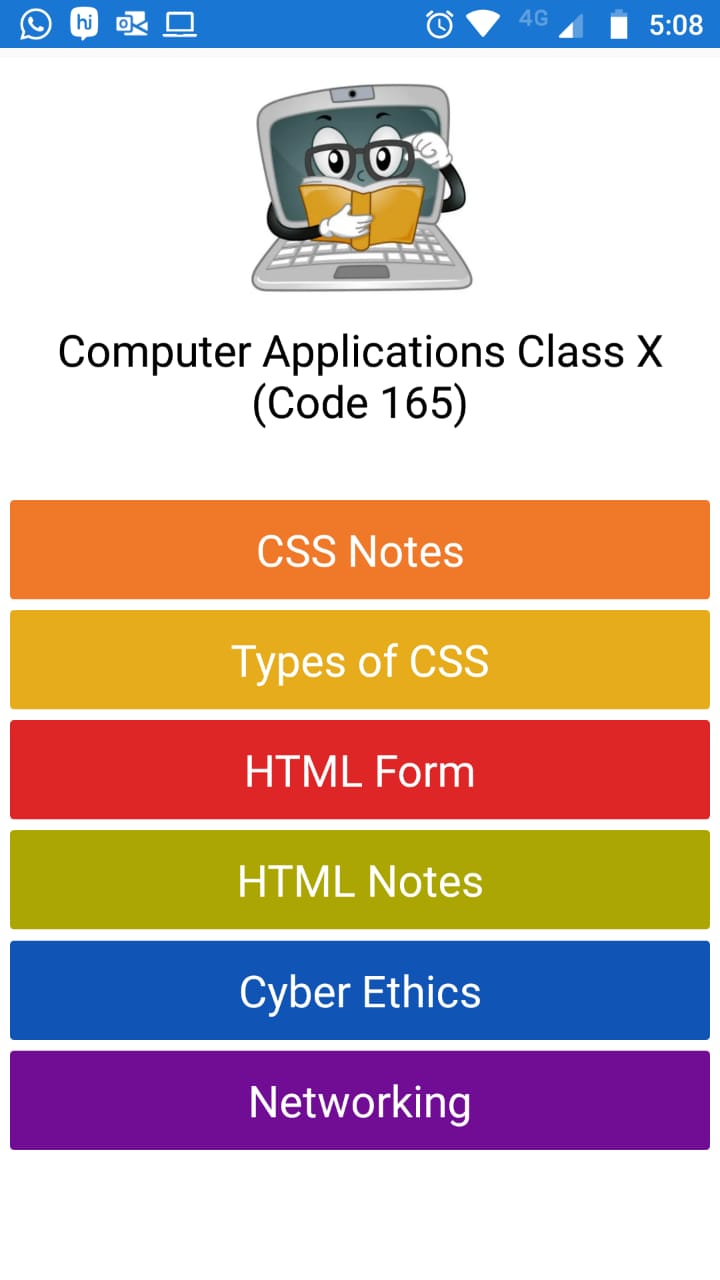 hi
4G
5:08
Computer Applications Class X
(Code 165)
CSS Notes
Types of CSS
HTML Form
HTML Notes
Cyber Ethics
Networking